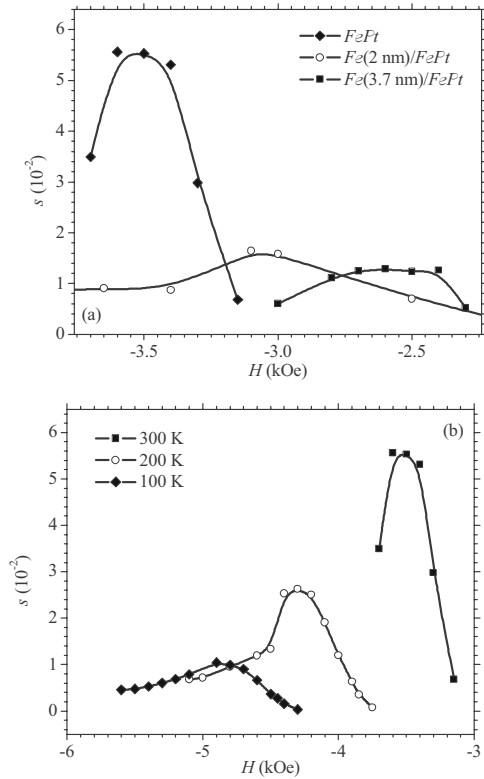 FePt
Fe(2 nm)/FePt
Fe(3.7 nm)/FePt
6
5
4
3
2
1
0
s (10⁻²)
(a)
-3.5 -3.0 -2.5
H (kOe)
(b)
300 K
200 K
100 K
6
5
4
3
2
1
0
s (10⁻²)
-6 -5 -4 -3
H (kOe)